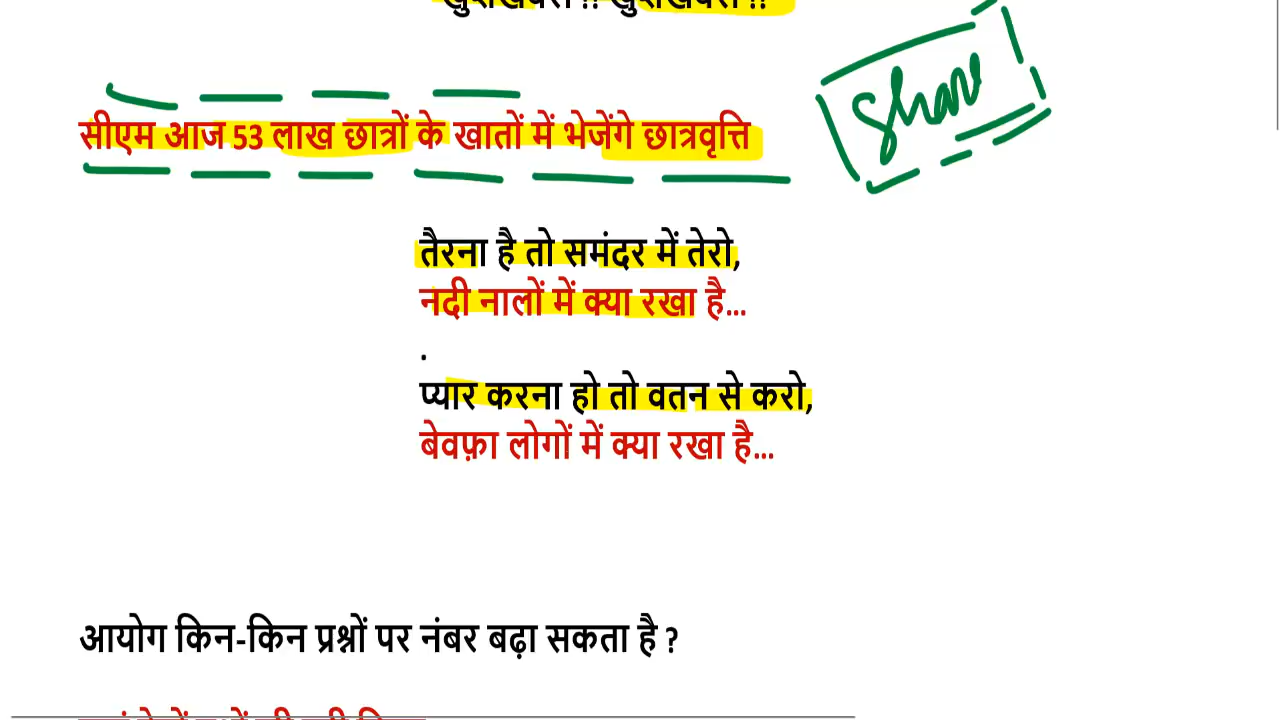 सीएम आज 53 लाख छात्रों के खातों में भेजेंगे छात्रवृत्ति
Share
तैरना है तो समंदर में तेरो,
नदी नालों में क्या रखा है...
.
प्यार करना हो तो वतन से करो,
बेवफ़ा लोगों में क्या रखा है...
आयोग किन-किन प्रश्नों पर नंबर बढ़ा सकता है ?